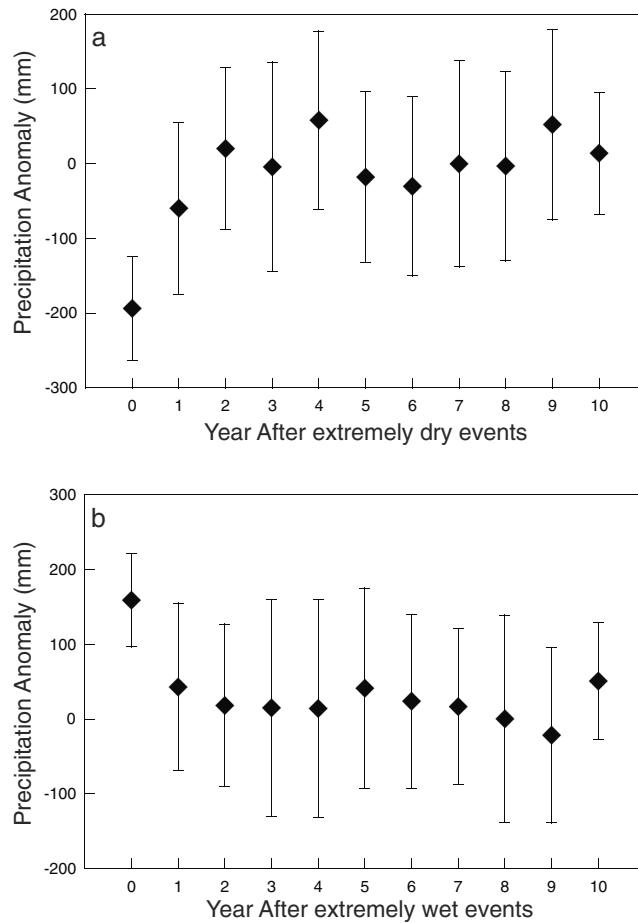 a
Precipitation Anomaly (mm)
200
100
0
-100
-200
-300
0 1 2 3 4 5 6 7 8 9 10
Year After extremely dry events
b
Precipitation Anomaly (mm)
300
200
100
0
-100
-200
0 1 2 3 4 5 6 7 8 9 10
Year After extremely wet events